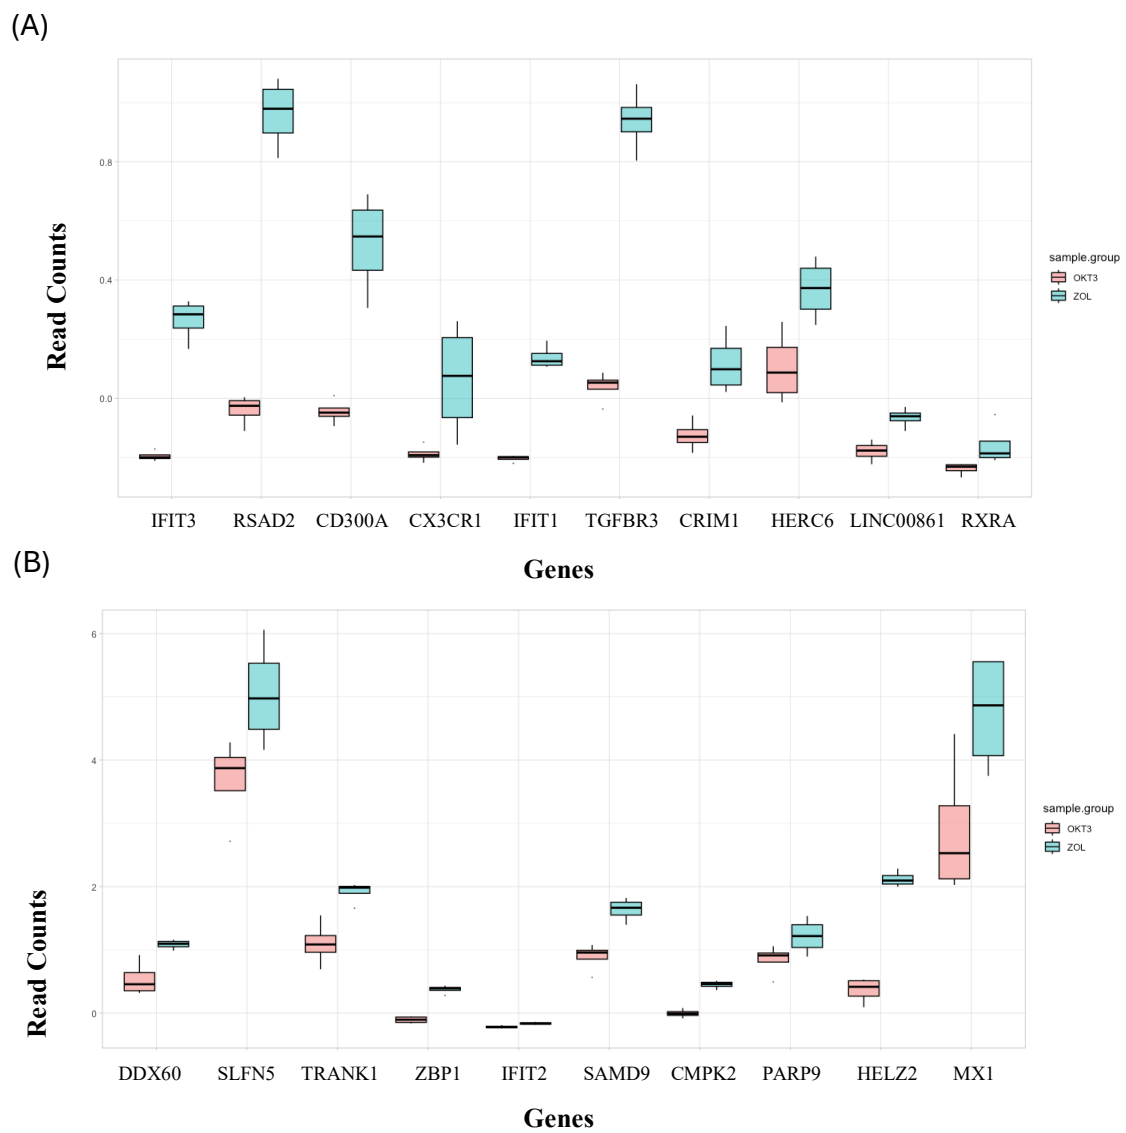 (A)
Read Counts
0.8
0.4
0.0
sample.group
OKT3
ZOL
IFIT3 RSAD2 CD300A CX3CR1 IFIT1 TGFBR3 CRIM1 HERC6 LINC00861 RXRA
Genes
(B)
Read Counts
6
4
2
0
sample.group
OKT3
ZOL
DDX60 SLFN5 TRANK1 ZBP1 IFIT2 SAMD9 CMPK2 PARP9 HELZ2 MX1
Genes